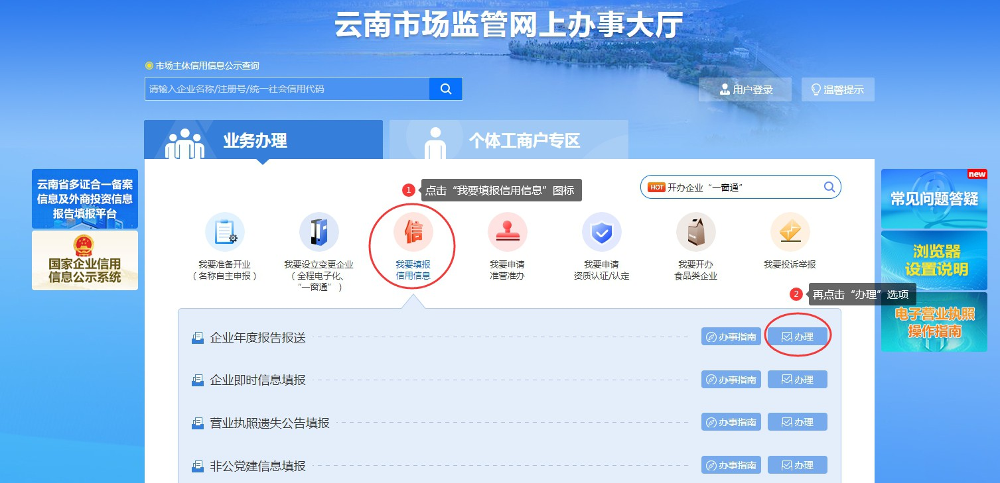 云南市场监管网上办事大厅
市场主体信用信息公示查询
请输入企业名称/注册号/统一社会信用代码
用户登录
温馨提示
业务办理
个体工商户专区
云南省多证合一备案
信息及外商投资信息
报告填报平台
国家企业信用
信息公示系统
1 点击“我要填报信用信息”图标
HOT 开办企业“一窗通”
new
常见问题答疑
浏览器
设置说明
电子营业执照
操作指南
信
我要准备开业
（名称自主申报）
我要设立变更企业
（全程电子化、
“一窗通”）
我要填报
信用信息
我要申请
准营准办
我要申请
资质认证/认定
我要开办
食品类企业
我要投诉举报
2 再点击“办理”选项
企业年度报告报送 办事指南 办理
企业即时信息填报 办事指南 办理
营业执照遗失公告填报 办事指南 办理
非公党建信息填报 办事指南 办理